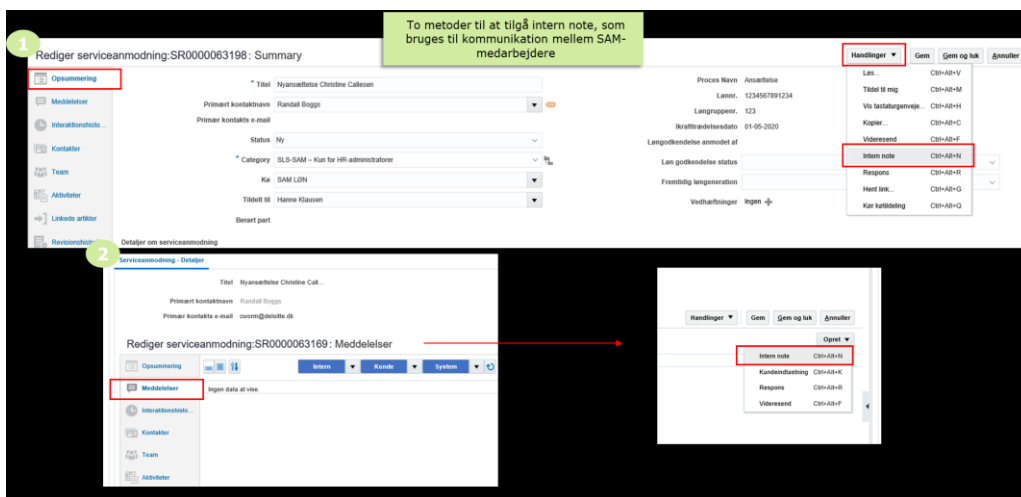 To metoder til at tilgå intern note, som
bruges til kommunikation mellem SAM-
medarbejdere
1
Rediger serviceanmodning:SR0000063198 : Summary
Handlinger
Gem
Gem og luk
Annuller
Opsummering
Meddelelser
Interaktionshisto...
Kontakter
Team
Aktiviteter
Linkede artikler
* Titel Nyansættelse Christine Callesen
Primært kontaktnavn Randall Boggs
Primær kontakts e-mail
Status Ny
* Category SLS-SAM – Kun for HR-administratorer
Kø SAM LØN
Tildelt til Hanne Klausen
Berørt part
Detaljer om serviceanmodning
Proces Navn Ansættelse
Lønnr. 1234567891234
Løngruppenr. 123
Ikrafttrædelsesdato 01-05-2020
Løngodkendelse anmodet af
Løn godkendelse status
Fremtidig løngeneration
Vedhæftninger Ingen
Løs... Ctrl+Alt+V
Tildel til mig Ctrl+Alt+M
Vis tastaturgenveje... Ctrl+Alt+H
Kopier... Ctrl+Alt+C
Videresend Ctrl+Alt+F
Intern note Ctrl+Alt+N
Respons Ctrl+Alt+R
Hent link... Ctrl+Alt+G
Kør køtildeling Ctrl+Alt+Q
2
Serviceanmodning - Detaljer
Titel Nyansættelse Christine Call...
Primært kontaktnavn Randall Boggs
Primær kontakts e-mail cworm@deloitte.dk
Rediger serviceanmodning:SR0000063169 : Meddelelser
Opsummering
Meddelelser
Interaktionshisto...
Kontakter
Team
Aktiviteter
Intern
Kunde
System
Ingen data at vise.
Handlinger
Gem
Gem og luk
Annuller
Opret
Intern note Ctrl+Alt+N
Kundeindtastning Ctrl+Alt+K
Respons Ctrl+Alt+R
Videresend Ctrl+Alt+F